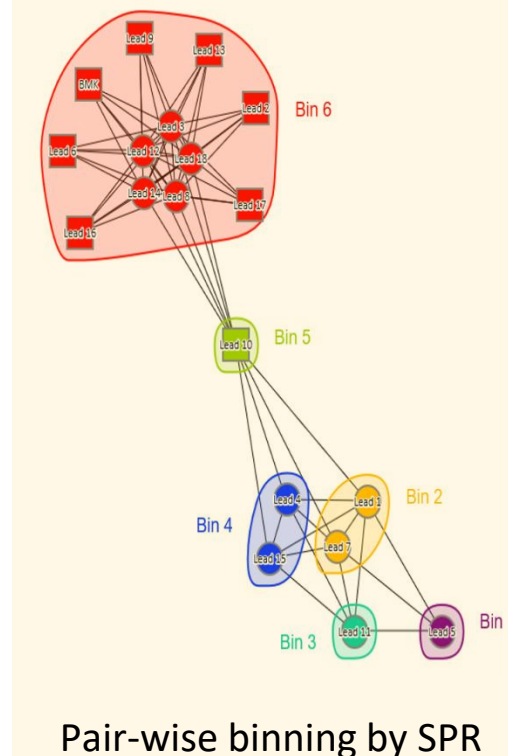 Lead 9
Lead 13
BMK
Lead 2
Bin 6
Lead 3
Lead 6
Lead 12
Lead 18
Lead 14
Lead 8
Lead 17
Lead 16
Lead 10
Bin 5
Lead 4
Lead 1
Bin 2
Bin 4
Lead 7
Lead 15
Lead 11
Lead 5
Bin
Bin 3
Pair-wise binning by SPR